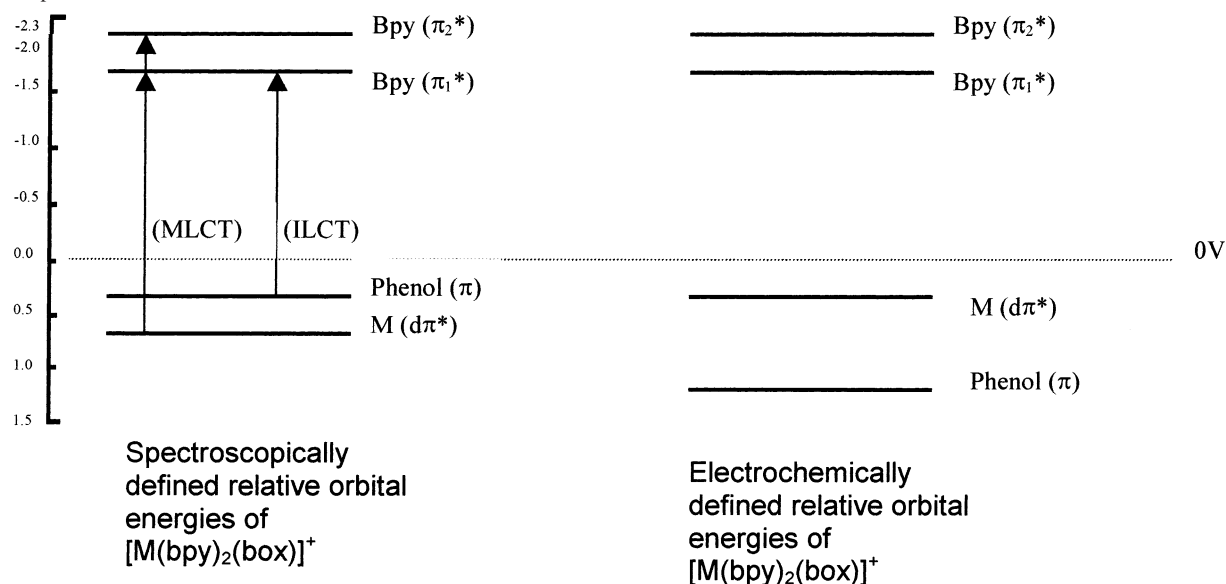 -2.3
-2.0
-1.5
-1.0
-0.5
0.0
0.5
1.0
1.5
Bpy (π₂*)
Bpy (π₁*)
(MLCT)
(ILCT)
Phenol (π)
M (dπ*)
Spectroscopically
defined relative orbital
energies of
[M(bpy)₂(box)]⁺
Bpy (π₂*)
Bpy (π₁*)
0V
M (dπ*)
Phenol (π)
Electrochemically
defined relative orbital
energies of
[M(bpy)₂(box)]⁺